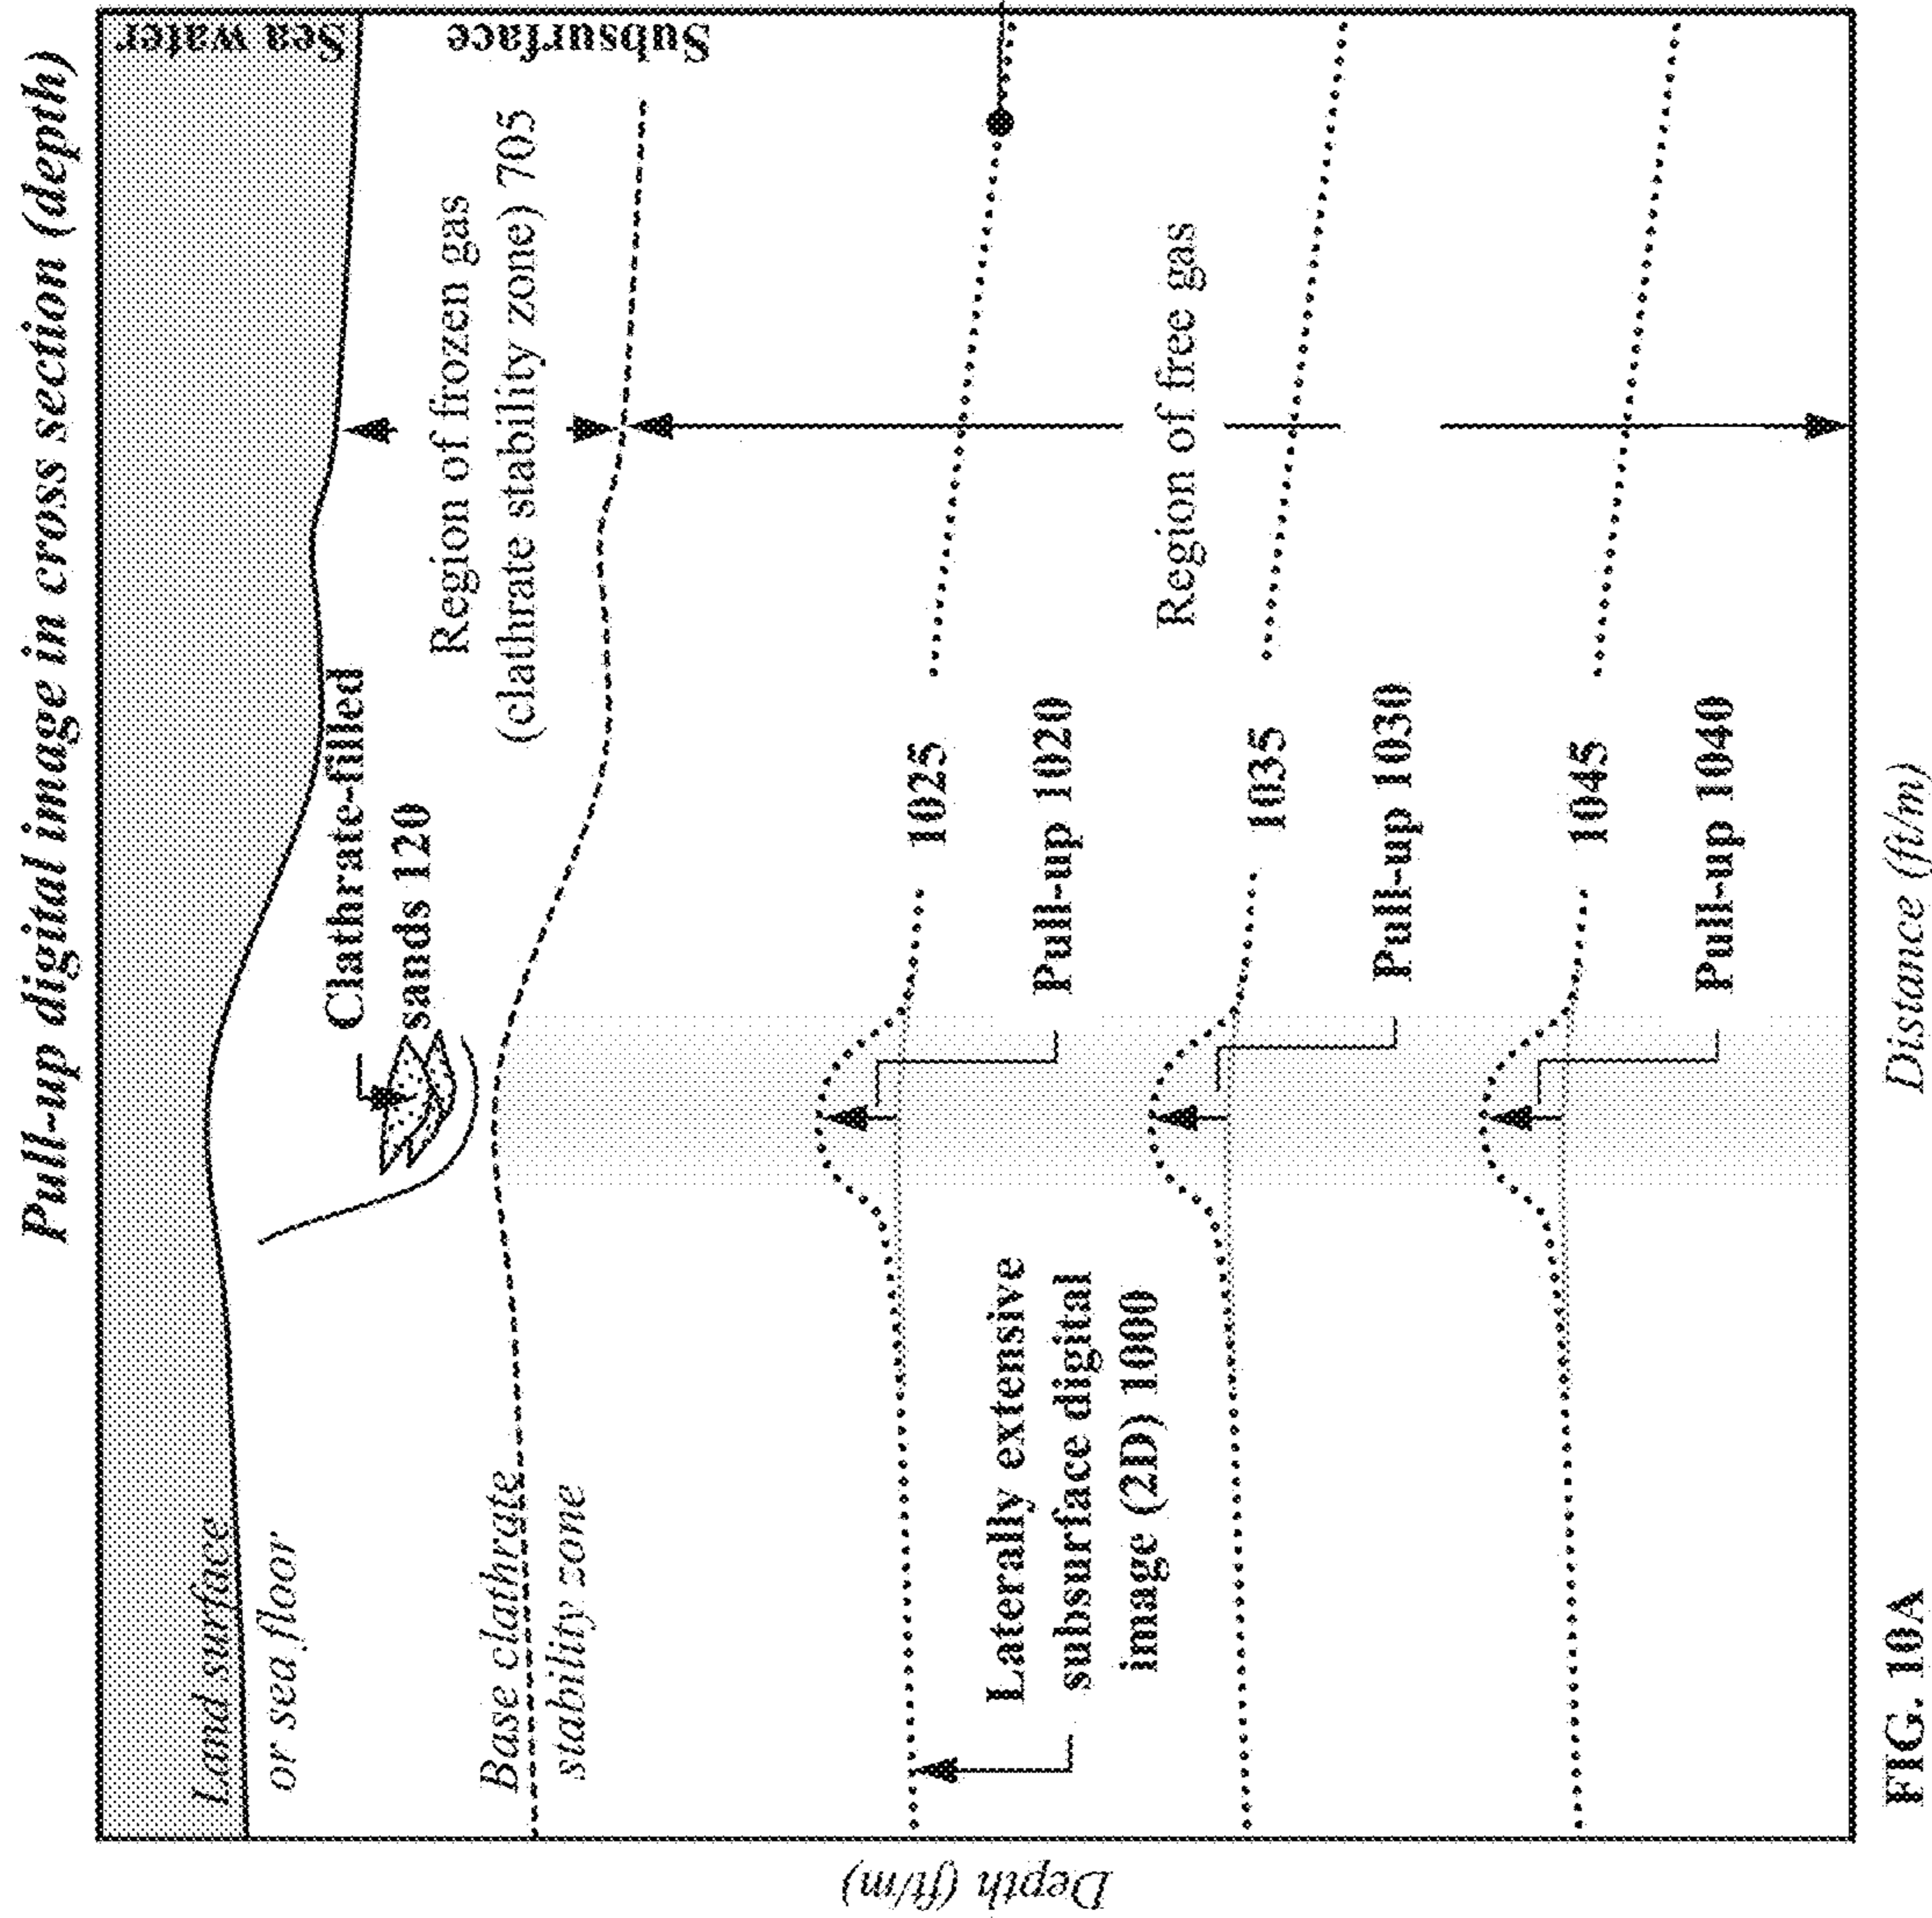 Pull-up digital image in cross section (depth)
Sea water
Subsurface
Land surface
or sea floor
Clathrate-filled
sands 120
Region of frozen gas
(clathrate stability zone) 705
Base clathrate
stability zone
1025
Pull-up 1020
Laterally extensive
subsurface digital
image (2D) 1000
Region of free gas
1035
Pull-up 1030
1045
Pull-up 1040
Depth (ft/m)
Distance (ft/m)
FIG. 10A